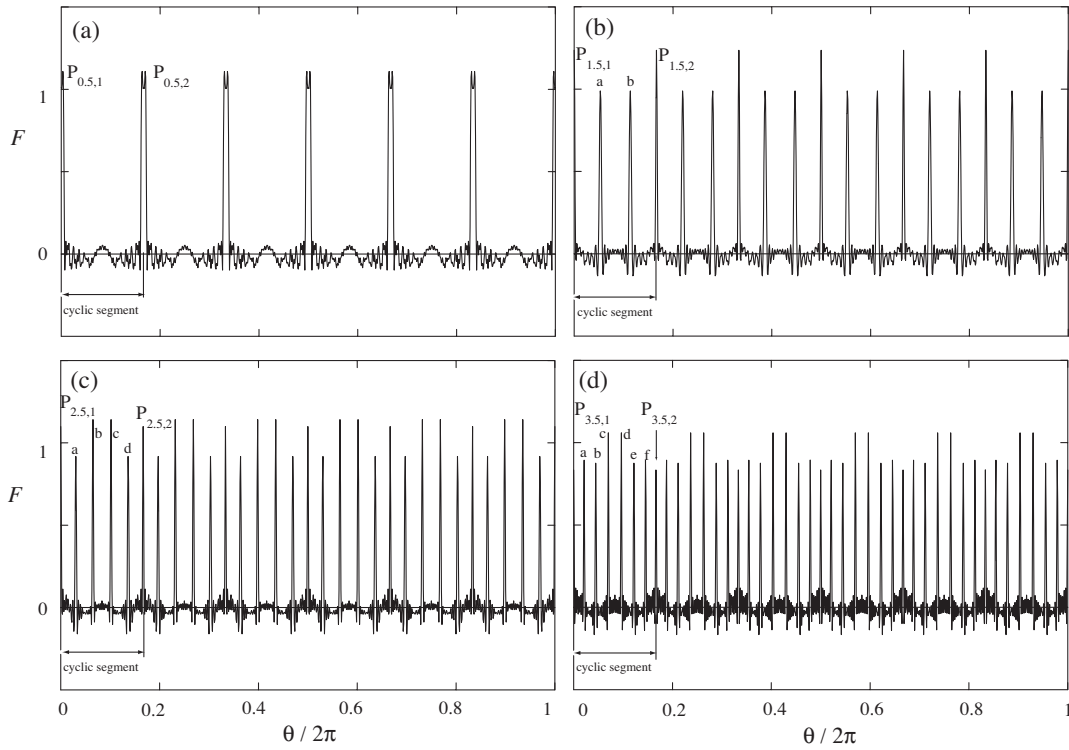 (a)
P0.5,1
P0.5,2
1
F
0
cyclic segment
(b)
P1.5,1
P1.5,2
a b
cyclic segment
(c)
P2.5,1
P2.5,2
a b c d
1
F
0
cyclic segment
0 0.2 0.4 0.6 0.8 1
θ / 2π
(d)
P3.5,1
P3.5,2
a b c d e f
cyclic segment
0 0.2 0.4 0.6 0.8 1
θ / 2π